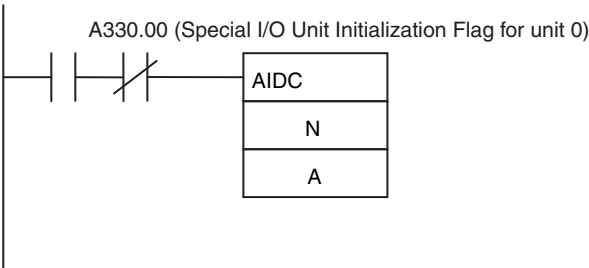 A330.00 (Special I/O Unit Initialization Flag for unit 0)
AIDC
N
A